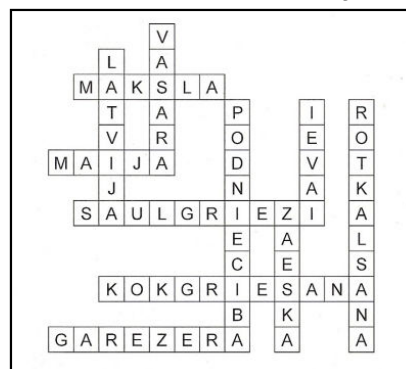 VASARA
LATVIJA
MAKSLA
PODNIECIBA
IEVAI
ROTKALSANA
MAIJA
SAULGRIEZI
ZAESKA
KOKGRIESANA
GAREZERA